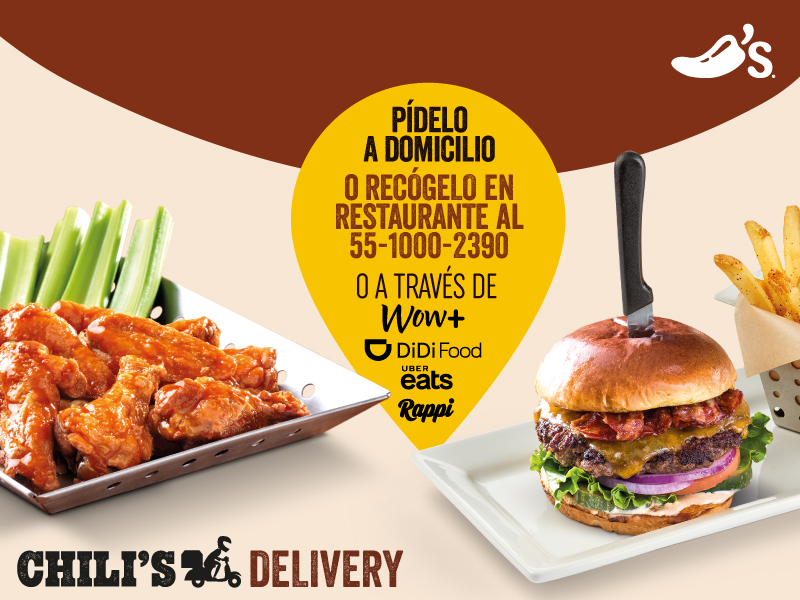 's
PÍDELO
A DOMICILIO
O RECÓGELO EN
RESTAURANTE AL
55-1000-2390
O A TRAVÉS DE
Wow+
DiDi Food
UBER
eats
Rappi
CHILI'S DELIVERY